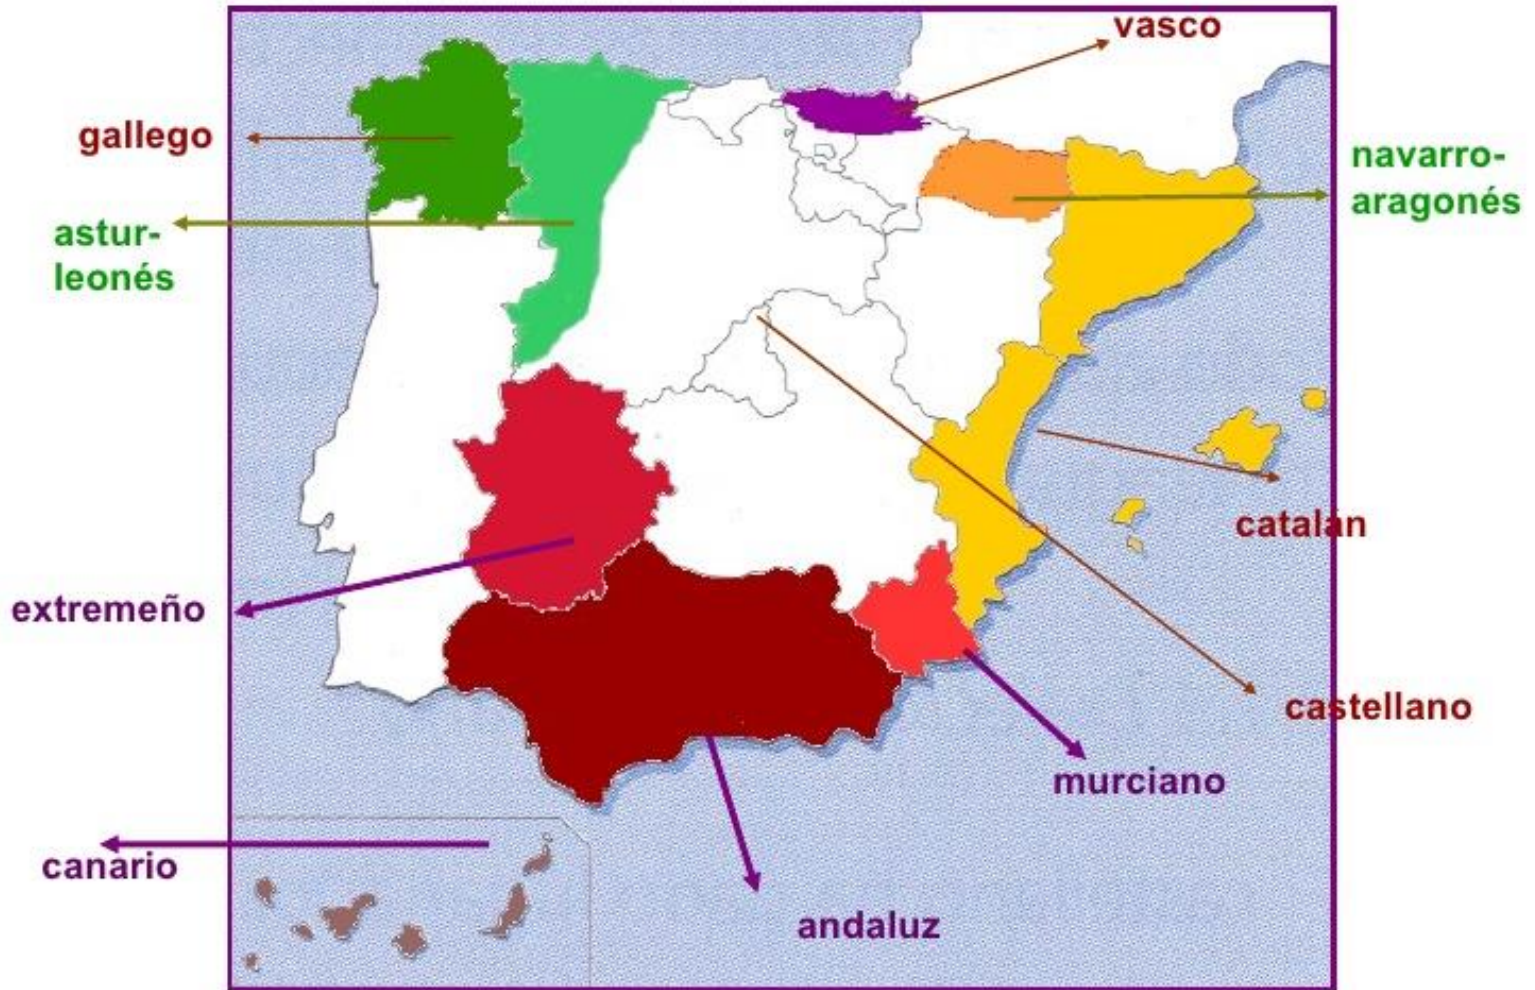 vasco
gallego
navarro-
aragonés
astur-
leonés
catalán
extremeño
castellano
murciano
canario
andaluz